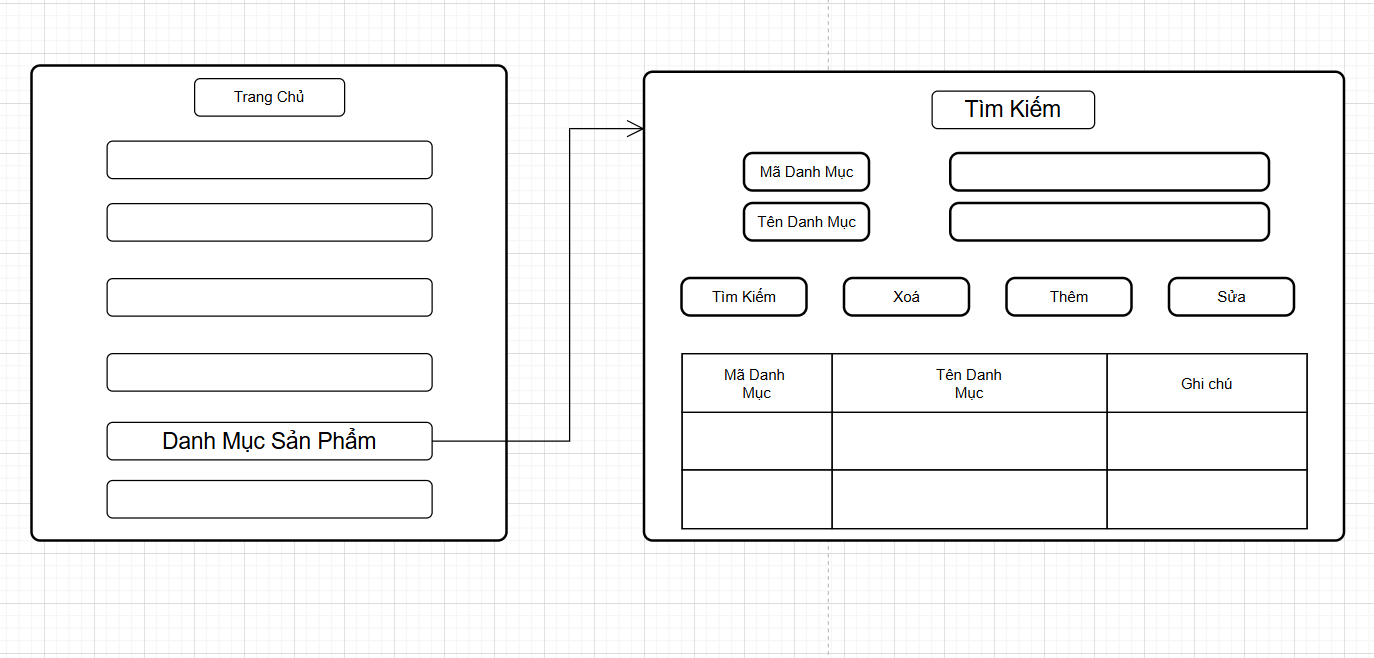 Trang Chủ
Danh Mục Sản Phẩm
Tìm Kiếm
Mã Danh Mục
Tên Danh Mục
Tìm Kiếm
Xoá
Thêm
Sửa
Mã Danh
Mục
Tên Danh
Mục
Ghi chú